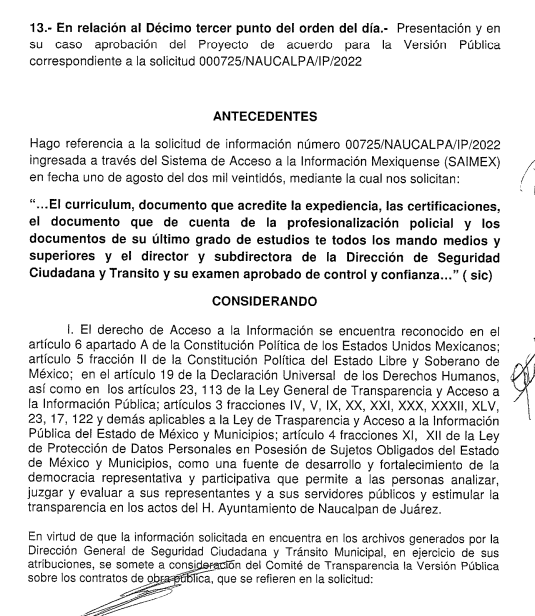 13.- En relación al Décimo tercer punto del orden del día.- Presentación y en
su caso aprobación del Proyecto de acuerdo para la Versión Pública
correspondiente a la solicitud 000725/NAUCALPA/IP/2022
ANTECEDENTES
Hago referencia a la solicitud de información número 00725/NAUCALPA/IP/2022
ingresada a través del Sistema de Acceso a la Información Mexiquense (SAIMEX)
en fecha uno de agosto del dos mil veintidós, mediante la cual nos solicitan:
“...El curriculum, documento que acredite la expediencia, las certificaciones,
el documento que de cuenta de la profesionalización policial y los
documentos de su último grado de estudios te todos los mando medios y
superiores y el director y subdirectora de la Dirección de Seguridad
Ciudadana y Transito y su examen aprobado de control y confianza...” ( sic)
CONSIDERANDO
I. El derecho de Acceso a la Información se encuentra reconocido en el
artículo 6 apartado A de la Constitución Política de los Estados Unidos Mexicanos;
artículo 5 fracción II de la Constitución Política del Estado Libre y Soberano de
México; en el artículo 19 de la Declaración Universal de los Derechos Humanos,
así como en los artículos 23, 113 de la Ley General de Transparencia y Acceso a
la Información Pública; artículos 3 fracciones IV, V, IX, XX, XXI, XXX, XXXII, XLV,
23, 17, 122 y demás aplicables a la Ley de Trasparencia y Acceso a la Información
Pública del Estado de México y Municipios; artículo 4 fracciones XI, XII de la Ley
de Protección de Datos Personales en Posesión de Sujetos Obligados del Estado
de México y Municipios, como una fuente de desarrollo y fortalecimiento de la
democracia representativa y participativa que permite a las personas analizar,
juzgar y evaluar a sus representantes y a sus servidores públicos y estimular la
transparencia en los actos del H. Ayuntamiento de Naucalpan de Juárez.
En virtud de que la información solicitada en encuentra en los archivos generados por la
Dirección General de Seguridad Ciudadana y Tránsito Municipal, en ejercicio de sus
atribuciones, se somete a consideración del Comité de Transparencia la Versión Pública
sobre los contratos de obra pública, que se refieren en la solicitud: